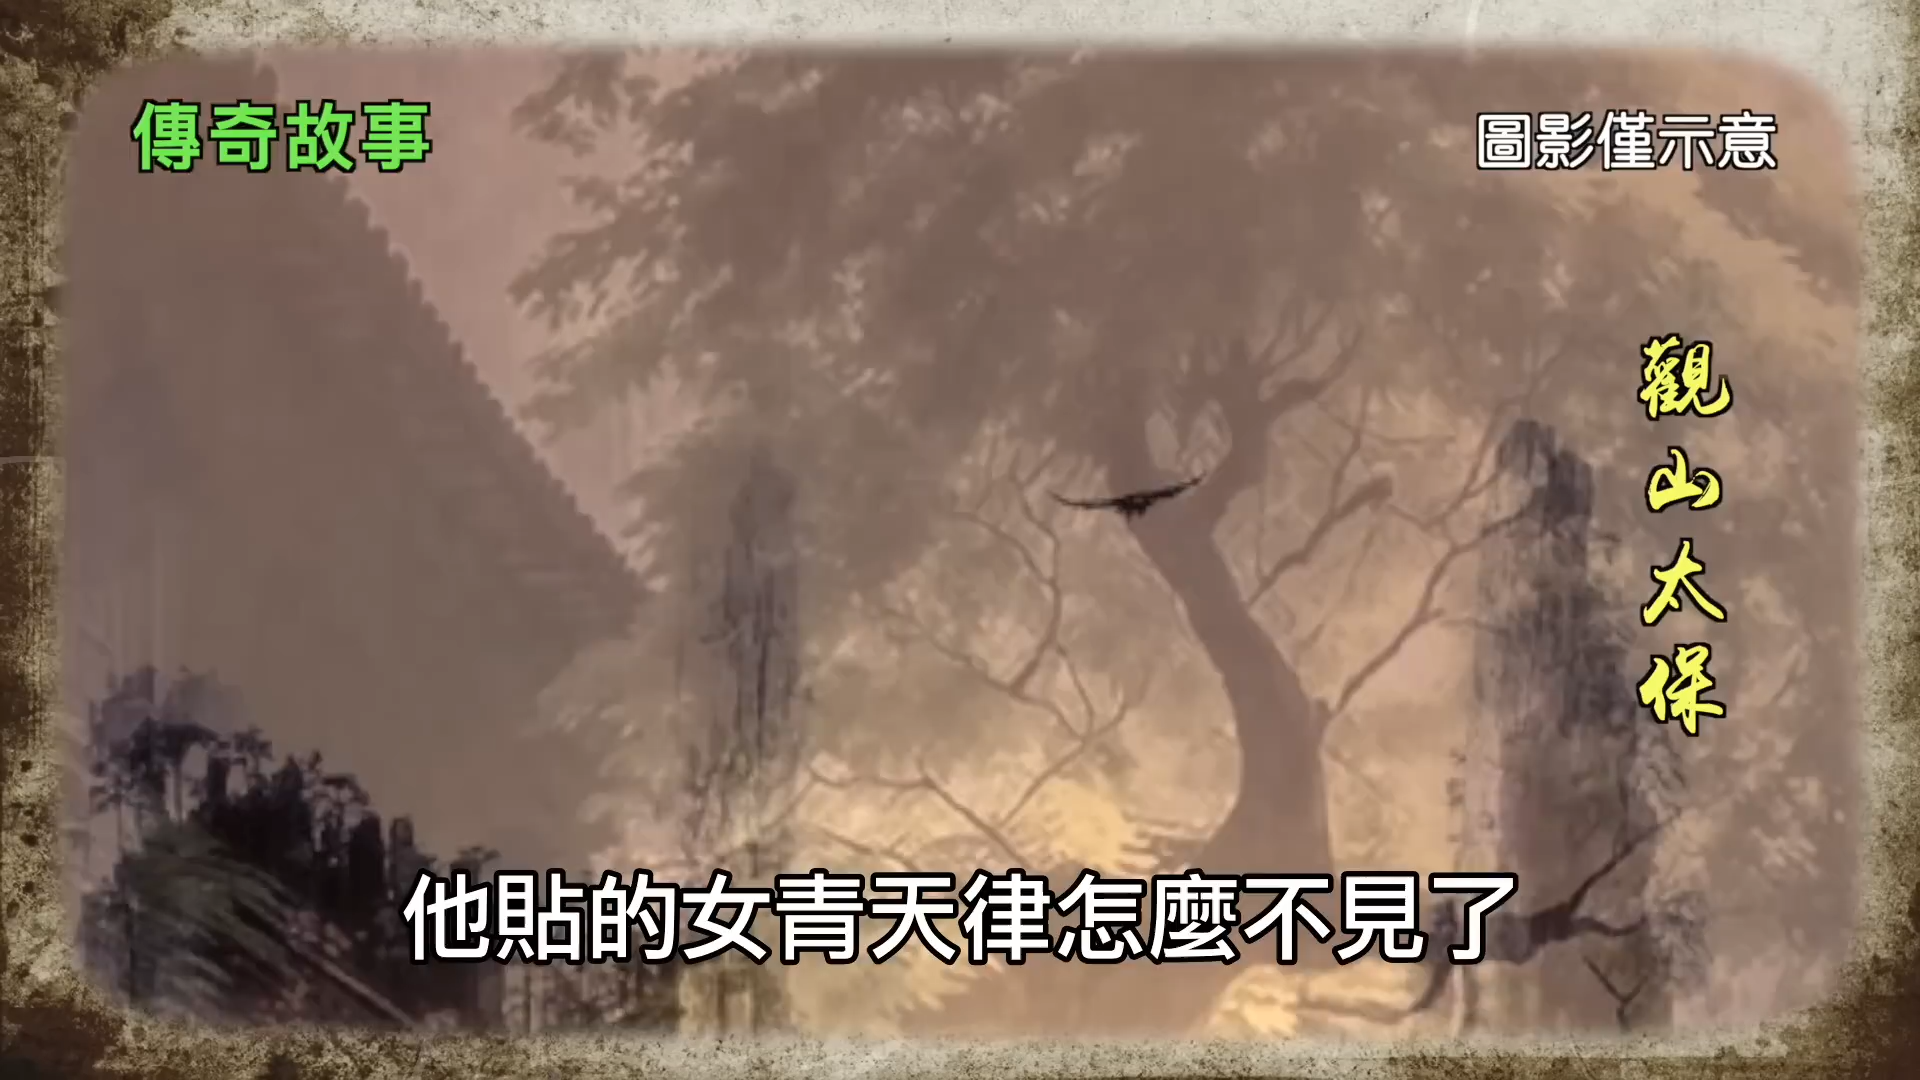 傳奇故事
圖影僅示意
觀山太保
他貼的女青天律怎麼不見了